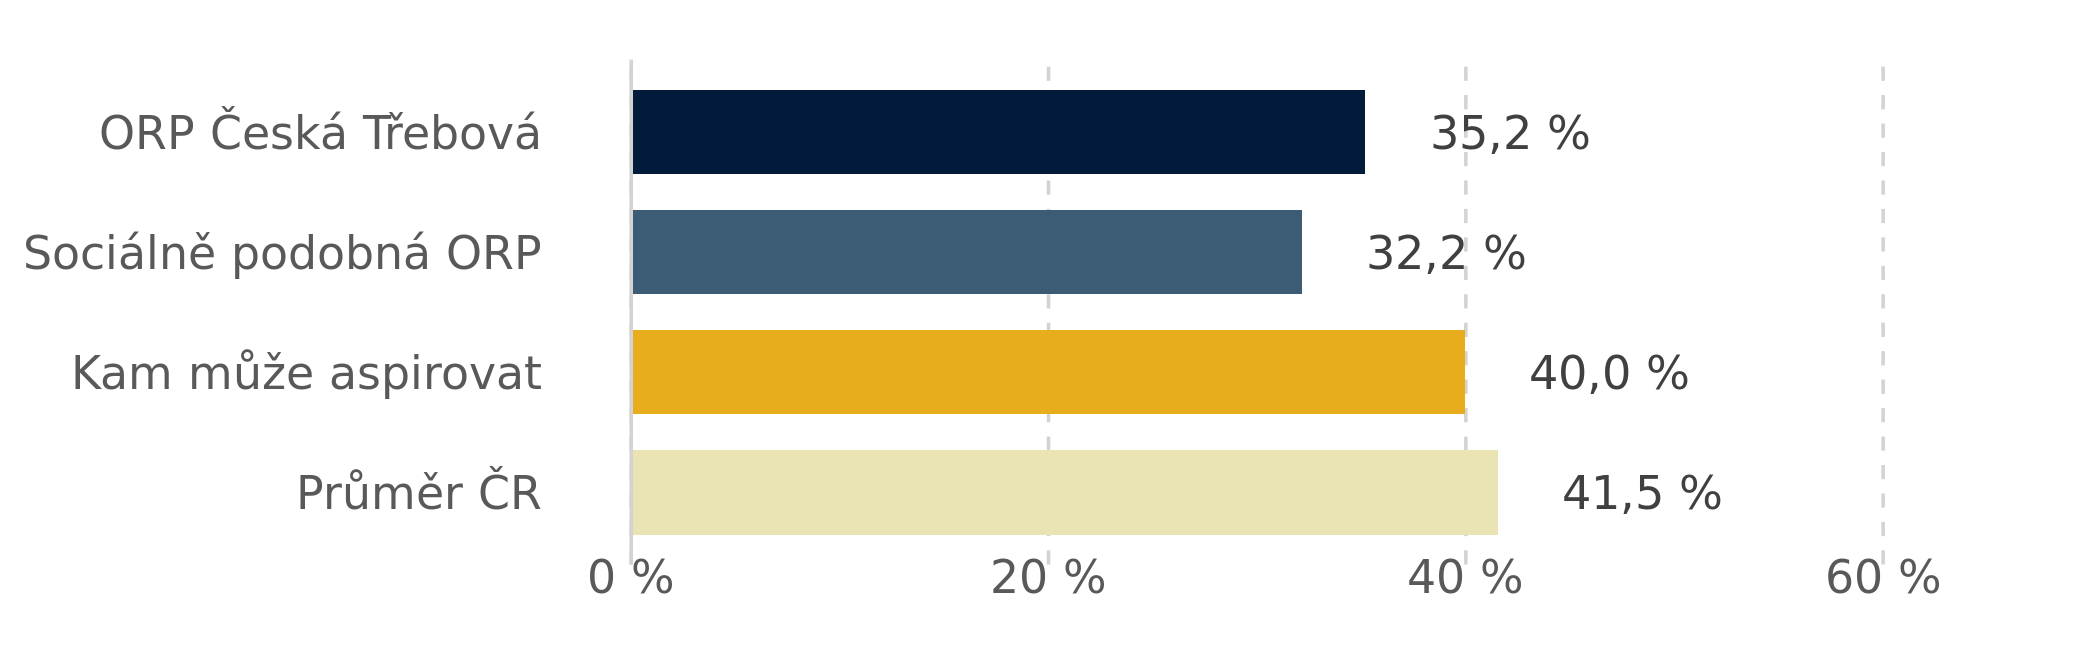 ORP Česká Třebová 35,2 %
Sociálně podobná ORP 32,2 %
Kam může aspirovat 40,0 %
Průměr ČR 41,5 %
0 % 20 % 40 % 60 %